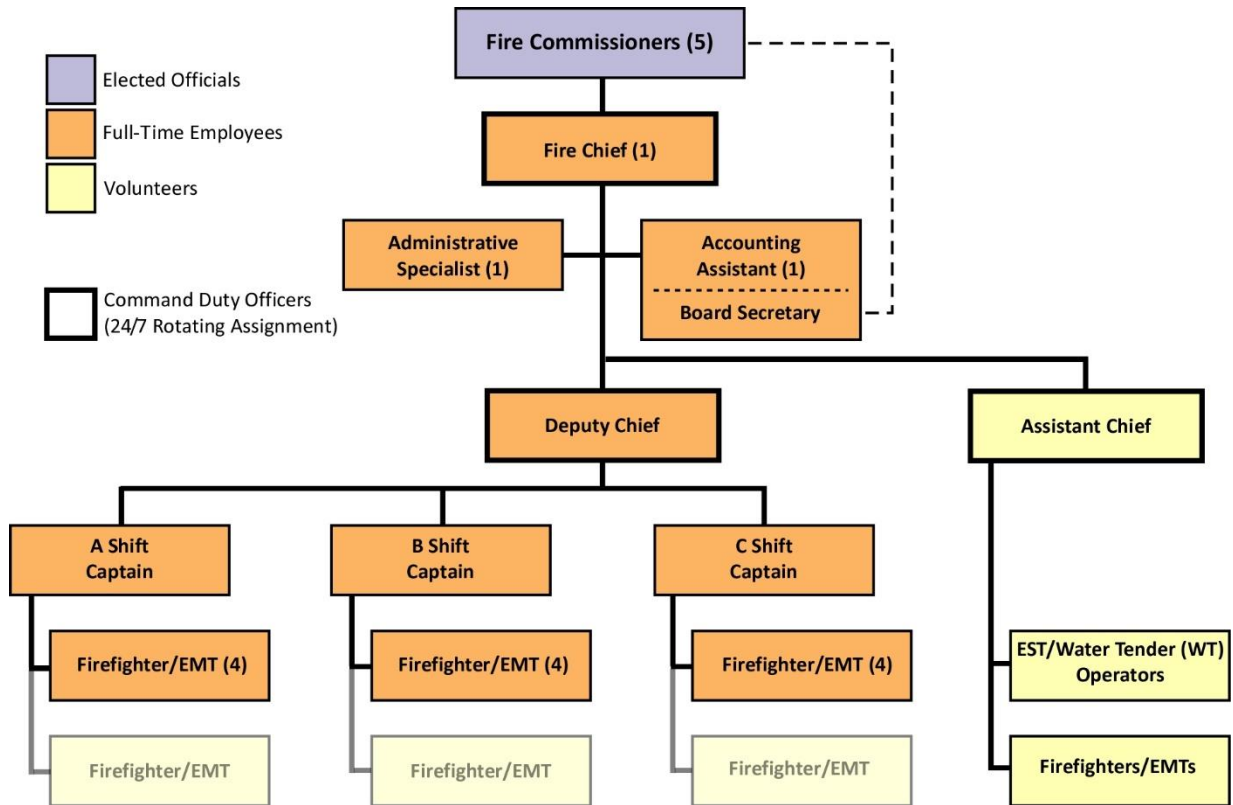 Fire Commissioners (5)
Elected Officials
Full-Time Employees
Volunteers
Command Duty Officers
(24/7 Rotating Assignment)
Fire Chief (1)
Administrative
Specialist (1)
Accounting
Assistant (1)
Board Secretary
Deputy Chief
Assistant Chief
A Shift
Captain
B Shift
Captain
C Shift
Captain
Firefighter/EMT (4)
Firefighter/EMT (4)
Firefighter/EMT (4)
EST/Water Tender (WT)
Operators
Firefighter/EMT
Firefighter/EMT
Firefighter/EMT
Firefighters/EMTs